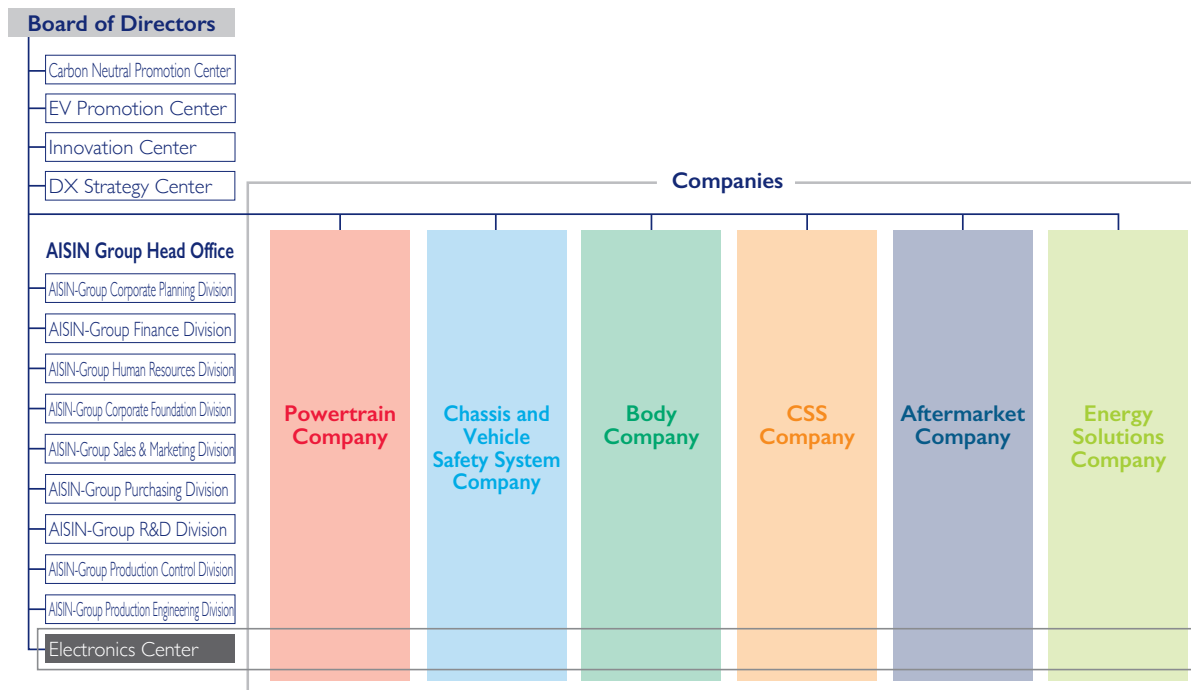 Board of Directors
Carbon Neutral Promotion Center
EV Promotion Center
Innovation Center
DX Strategy Center
Companies
AISIN Group Head Office
AISIN-Group Corporate Planning Division
AISIN-Group Finance Division
AISIN-Group Human Resources Division
AISIN-Group Corporate Foundation Division
AISIN-Group Sales & Marketing Division
AISIN-Group Purchasing Division
AISIN-Group R&D Division
AISIN-Group Production Control Division
AISIN-Group Production Engineering Division
Electronics Center
Powertrain
Company
Chassis and
Vehicle
Safety System
Company
Body
Company
CSS
Company
Aftermarket
Company
Energy
Solutions
Company